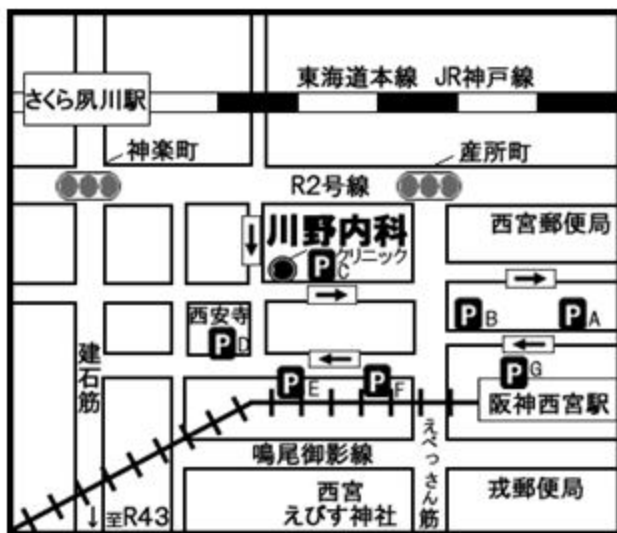 東海道本線 JR神戸線
さくら夙川駅
神楽町
産所町
R2号線
川野内科
クリニック
西宮郵便局
P C
P B
P A
西安寺
P D
P E
P F
P G
建石筋
阪神西宮駅
鳴尾御影線
えべっさん筋
西宮
えびす神社
戎郵便局
至R43